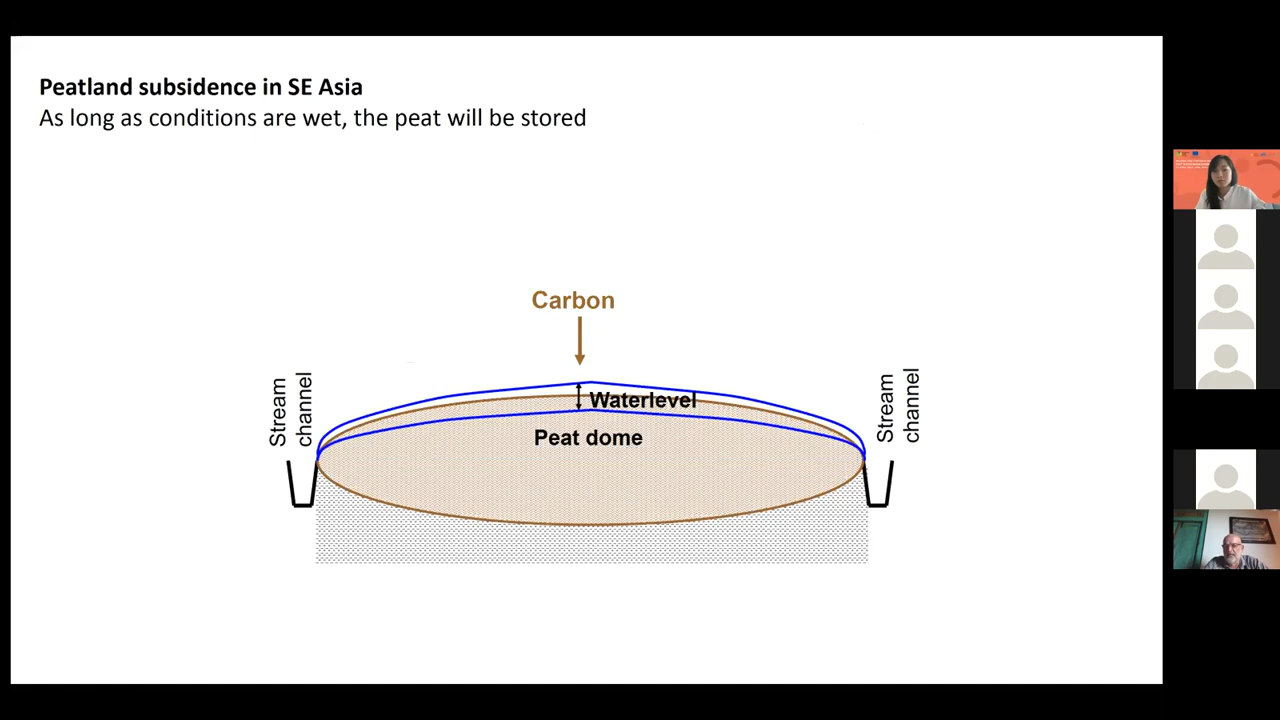 Peatland subsidence in SE Asia
As long as conditions are wet, the peat will be stored
Carbon
Stream
channel
Waterlevel
Peat dome
Stream
channel